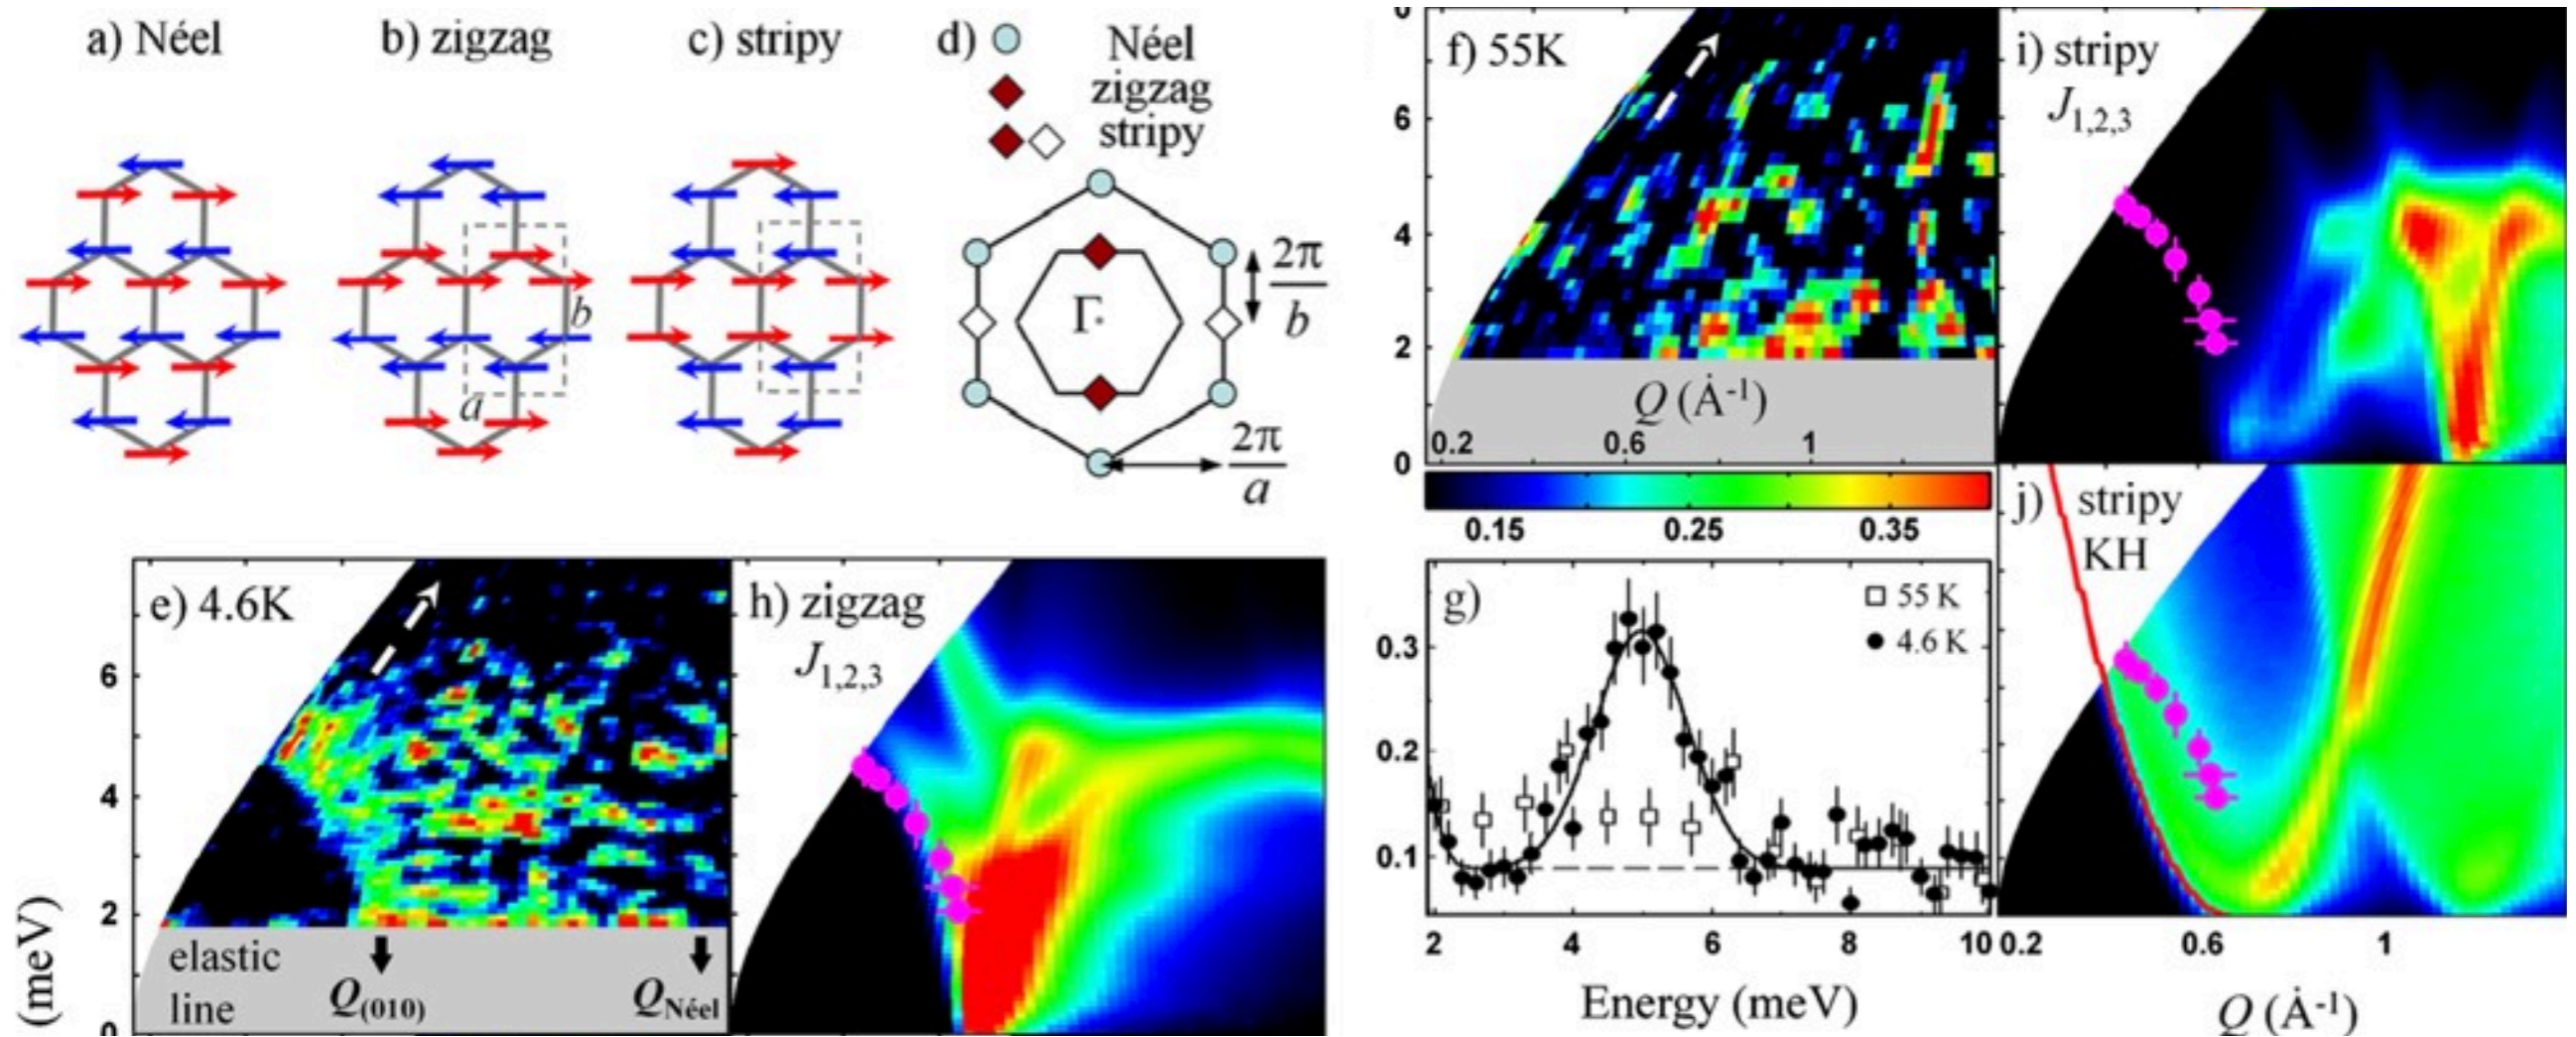 a) Néel
b) zigzag
c) stripy
d)
Néel
zigzag
stripy
b
a
Γ
2π
b
2π
a
e) 4.6K
6
4
2
0
(meV)
elastic
line
Q(010)
QNéel
h) zigzag
J1,2,3
f) 55K
6
4
2
0
Q (Å-1)
0.2 0.6 1
0.15 0.25 0.35
g)
55 K
4.6 K
0.3
0.2
0.1
2 4 6 8 10
Energy (meV)
i) stripy
J1,2,3
j) stripy
KH
0.2 0.6 1
Q (Å-1)